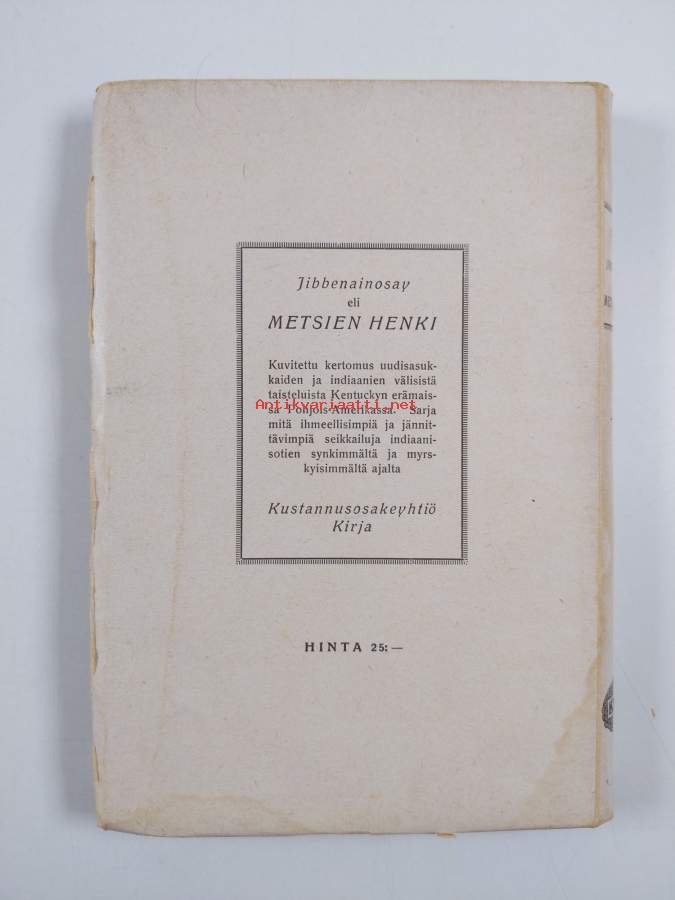 Jibbenainosay
eli
METSIEN HENKI
Kuvitettu kertomus uudisasuk-
kaiden ja indiaanien välisistä
taisteluista Kentuckyn erämais-
sa Pohjois-Amerikassa. Sarja
Antikvariaatti.net
mitä ihmeellisimpiä ja jännit-
tävimpiä seikkailuja indiaani-
sotien synkimmältä ja myrs-
kyisimmältä ajalta
Kustannusosakeyhtiö
Kirja
HINTA 25:—